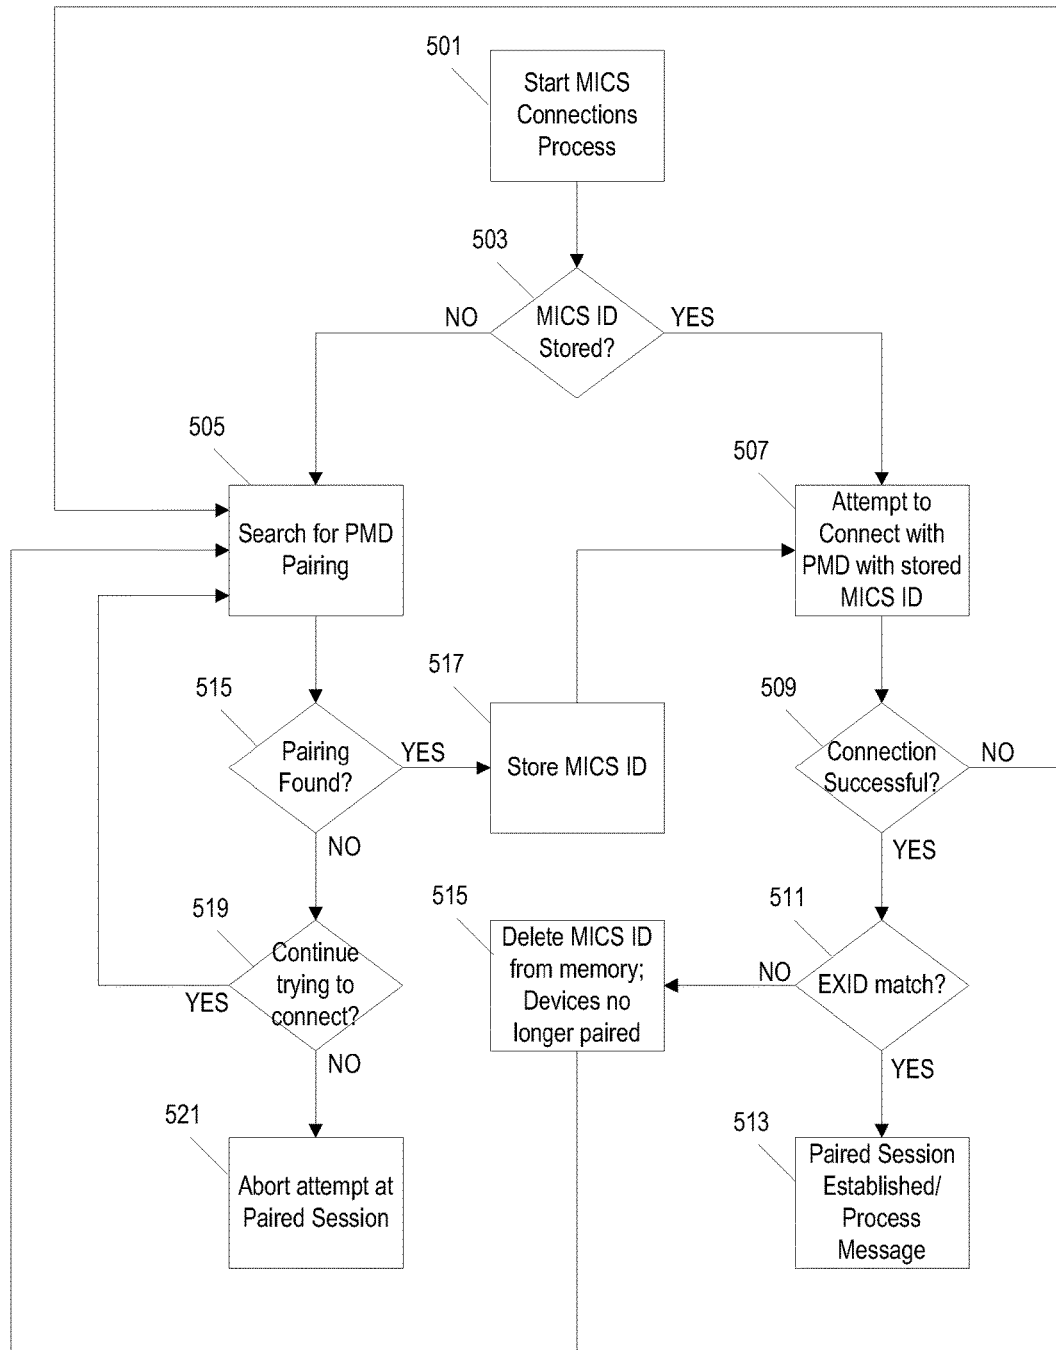 501
Start MICS
Connections
Process
503
NO
MICS ID
Stored?
YES
505
Search for PMD
Pairing
507
Attempt to
Connect with
PMD with stored
MICS ID
515
Pairing
Found?
YES
NO
517
Store MICS ID
509
Connection
Successful?
NO
YES
519
Continue
trying to
connect?
YES
NO
515
Delete MICS ID
from memory;
Devices no
longer paired
511
NO
EXID match?
YES
521
Abort attempt at
Paired Session
513
Paired Session
Established/
Process
Message